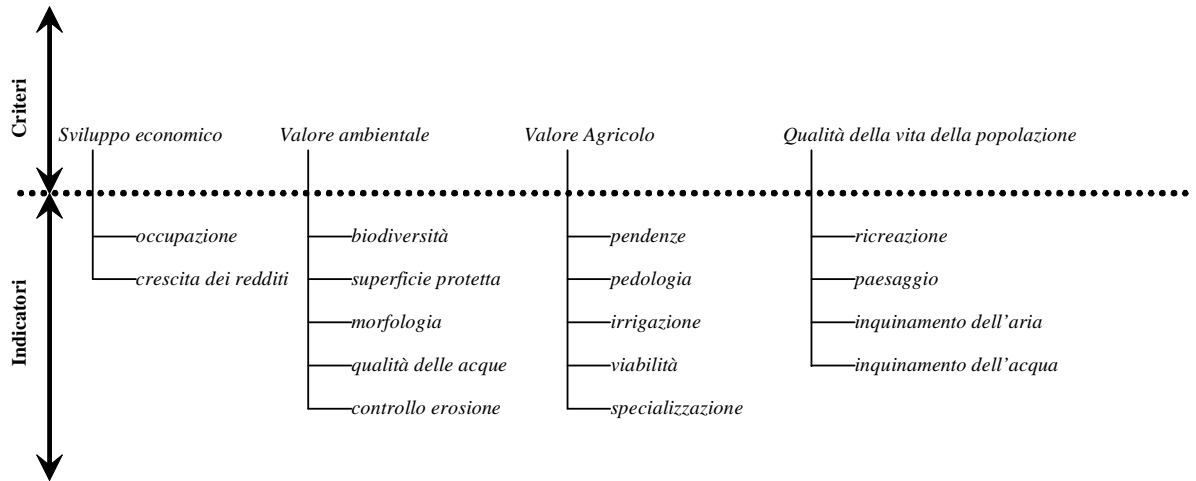 Criteri
Sviluppo economico
Valore ambientale
Valore Agricolo
Qualità della vita della popolazione
Indicatori
occupazione
crescita dei redditi
biodiversità
superficie protetta
morfologia
qualità delle acque
controllo erosione
pendenze
pedologia
irrigazione
viabilità
specializzazione
ricreazione
paesaggio
inquinamento dell'aria
inquinamento dell'acqua